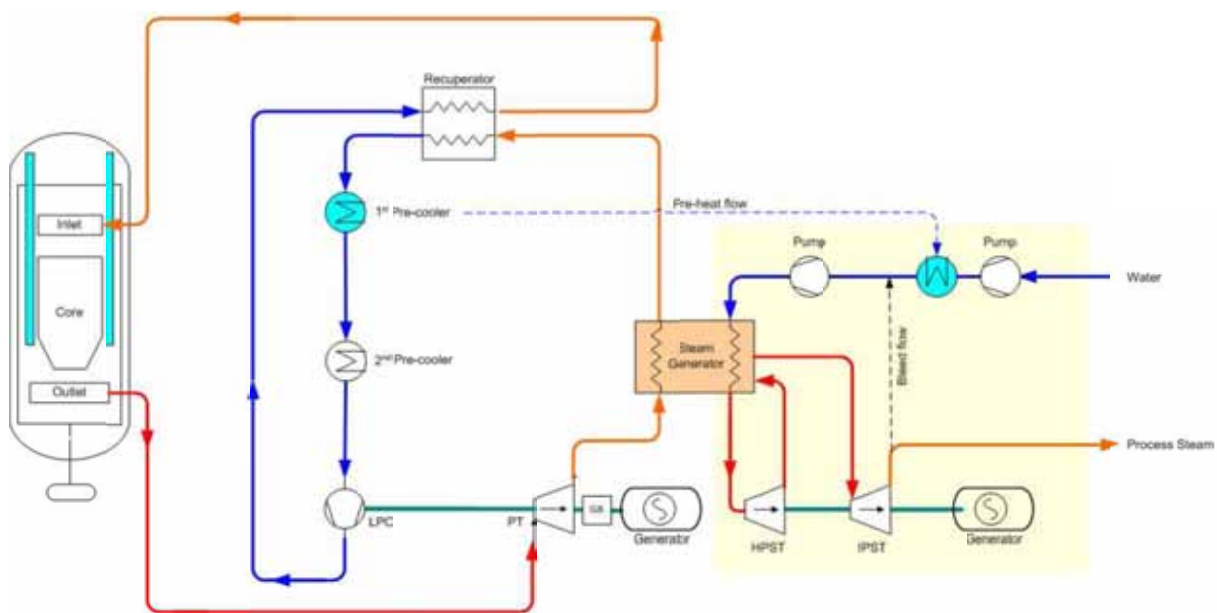 Recuperator
1st Pre-cooler
Pre-heat flow
Pump
Pump
Inlet
Water
Core
2nd Pre-cooler
Steam
Generator
Bleed flow
Outlet
Process Steam
LPC
PT
GB
Generator
HPST
IPST
Generator